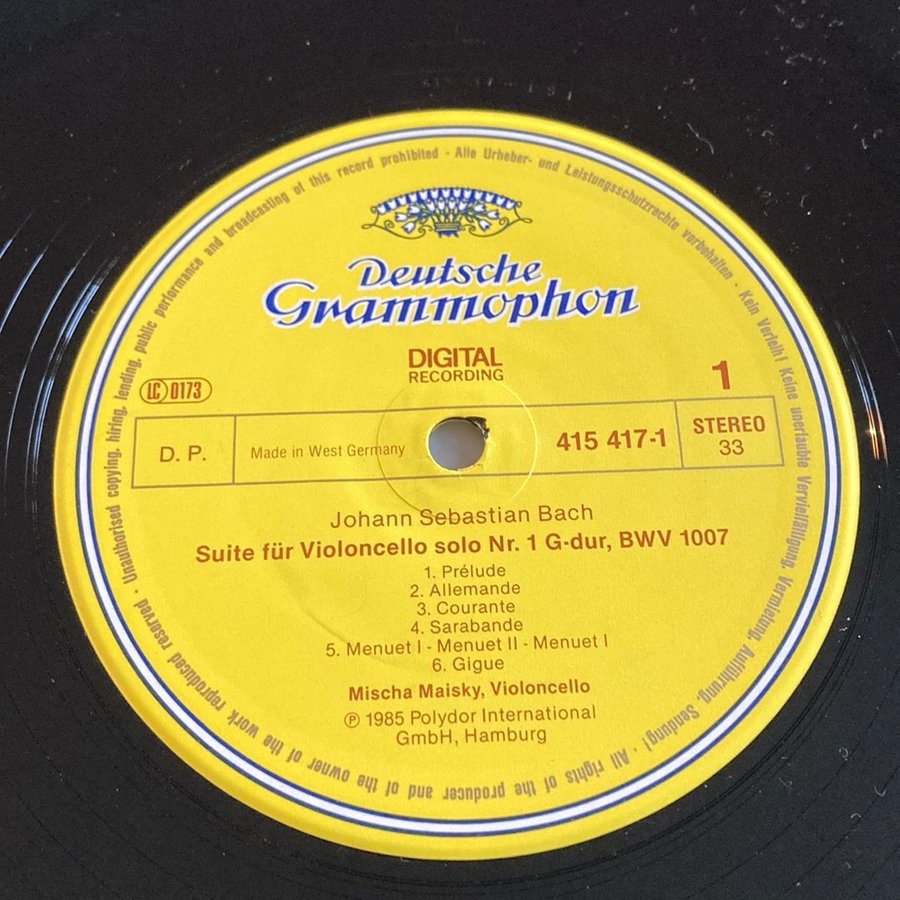 Deutsche
Grammophon
DIGITAL
RECORDING
1
LC 0173
D. P.
Made in West Germany
415 417-1
STEREO
33
Johann Sebastian Bach
Suite für Violoncello solo Nr. 1 G-dur, BWV 1007
1. Prélude
2. Allemande
3. Courante
4. Sarabande
5. Menuet I - Menuet II - Menuet I
6. Gigue
Mischa Maisky, Violoncello
℗ 1985 Polydor International
GmbH, Hamburg
Alle Urheber- und Leistungsschutzrechte vorbehalten · Kein Verleih! Keine unerlaubte Vervielfältigung, Vermietung, Aufführung, Sendung! · All rights of the producer and of the owner of the work reproduced reserved · Unauthorised copying, hiring, lending, public performance and broadcasting of this record prohibited ·